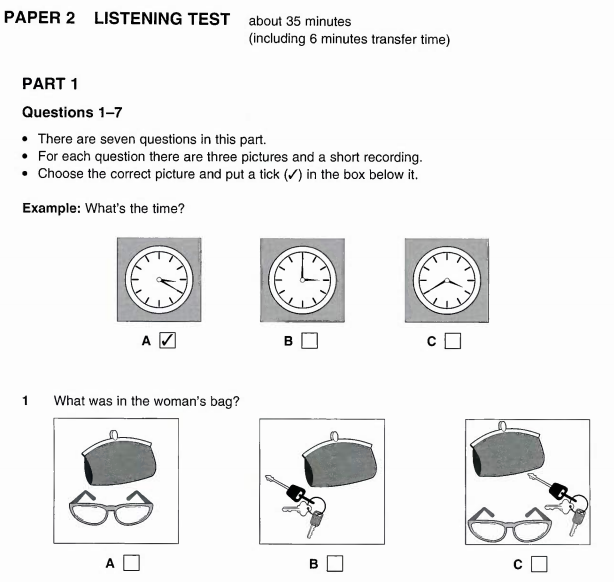 PAPER 2 LISTENING TEST about 35 minutes
(including 6 minutes transfer time)
PART 1
Questions 1–7
• There are seven questions in this part.
• For each question there are three pictures and a short recording.
• Choose the correct picture and put a tick (✓) in the box below it.
Example: What's the time?
A ✓ B C
1 What was in the woman's bag?
A B C